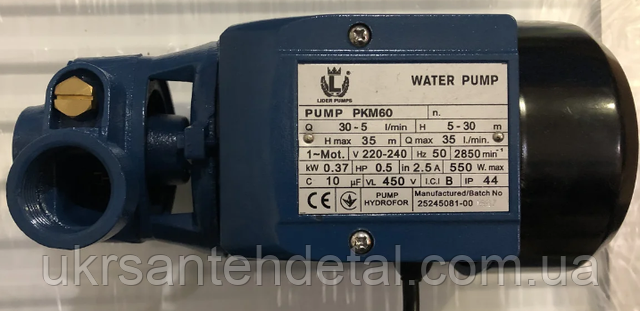 L
LIDER PUMPS
WATER PUMP
PUMP PKM60 n.
Q 30-5 l/min H 5-30 m
H max 35 m Q max 35 l./min.
1~Mot. V 220-240 Hz 50 2850 min⁻¹
kW 0.37 HP 0.5 in 2.5 A 550 W. max
C 10 µF VL 450 V I.C.I B IP 44
CE PUMP HYDROFOR Manufactured/Batch No
25245081-00
ukrsantehdetal.com.ua